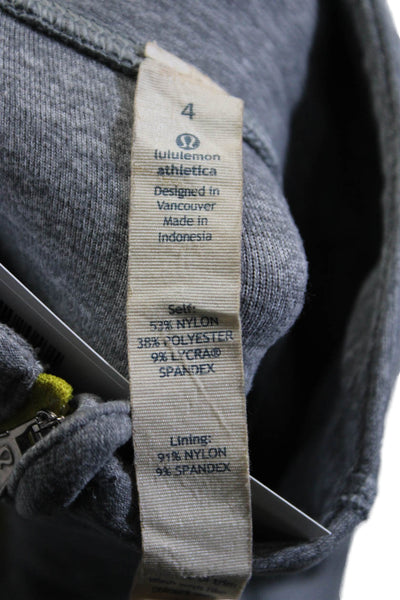 4
lululemon
athletica
Designed in
Vancouver
Made in
Indonesia
Self:
53% NYLON
38% POLYESTER
9% LYCRA®
SPANDEX
Lining:
91% NYLON
9% SPANDEX